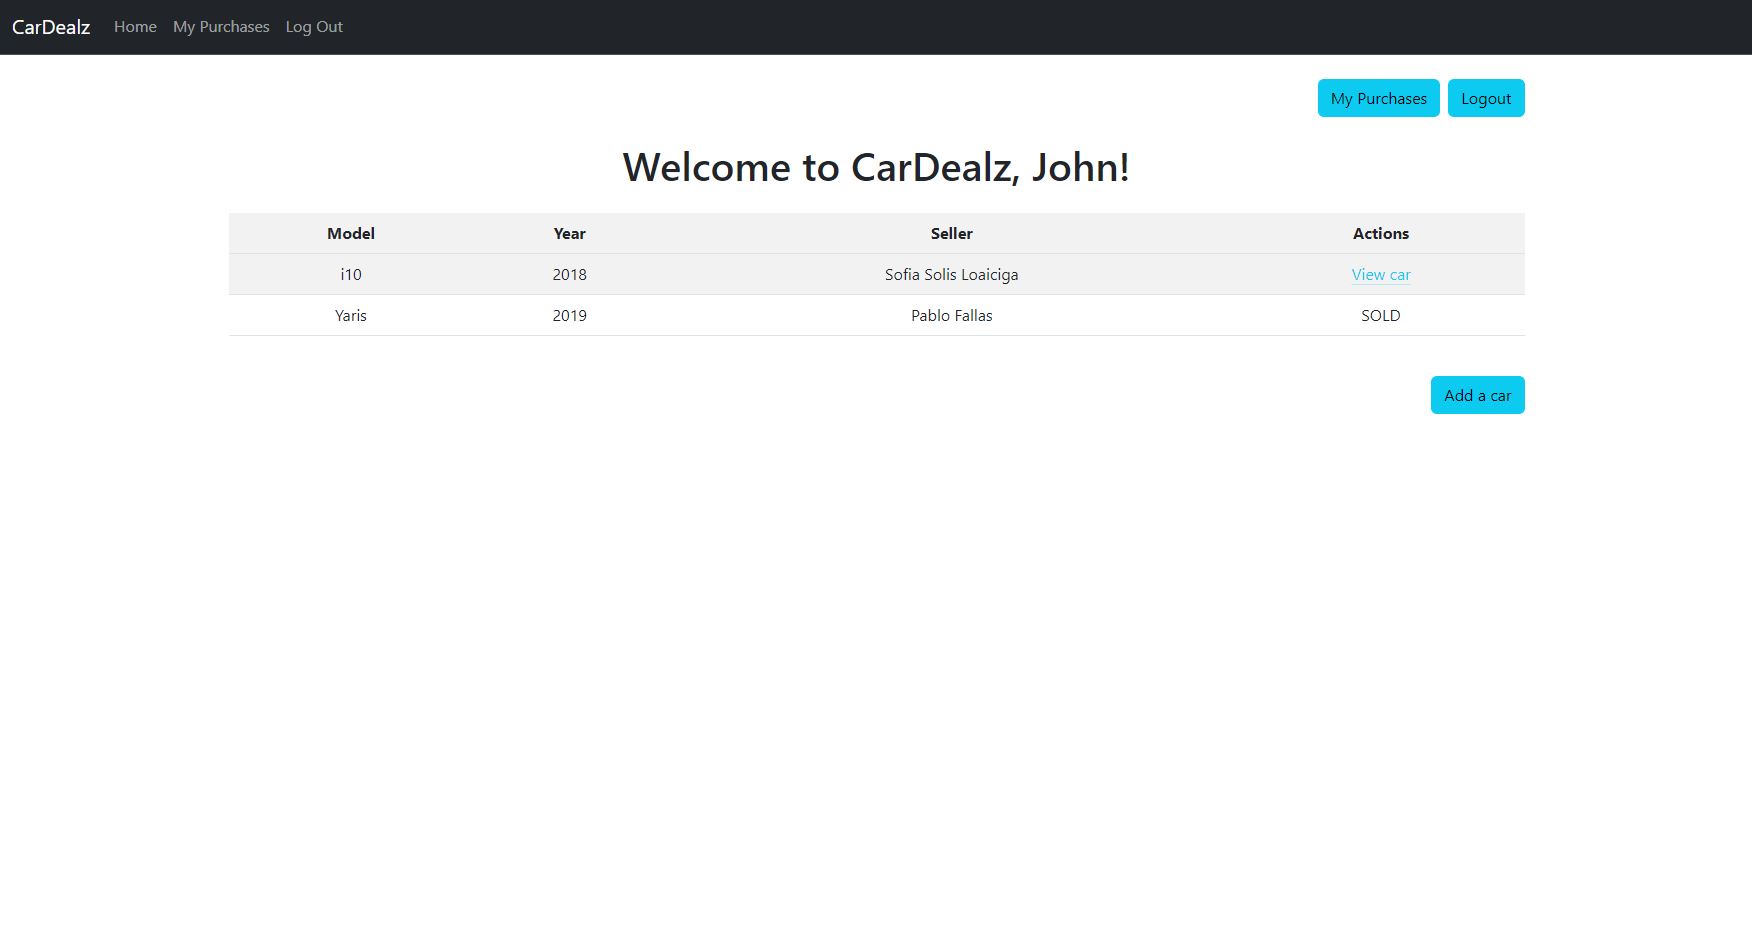 CarDealz Home My Purchases Log Out
My Purchases Logout
Welcome to CarDealz, John!
Model Year Seller Actions
i10 2018 Sofia Solis Loaiciga View car
Yaris 2019 Pablo Fallas SOLD
Add a car